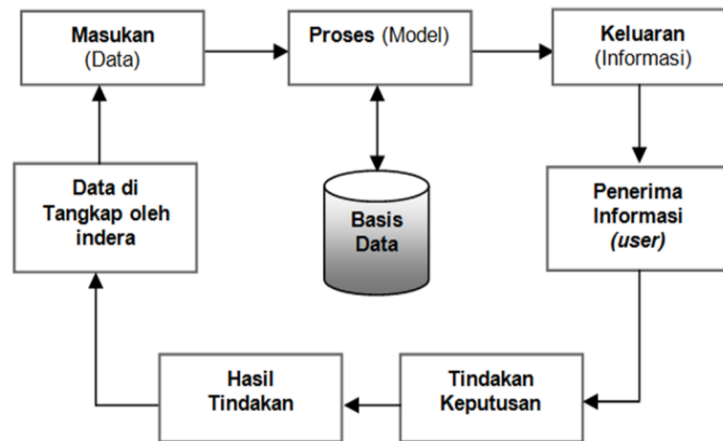 Masukan
(Data)
Proses (Model)
Keluaran
(Informasi)
Data di
Tangkap oleh
indera
Basis
Data
Penerima
Informasi
(user)
Hasil
Tindakan
Tindakan
Keputusan